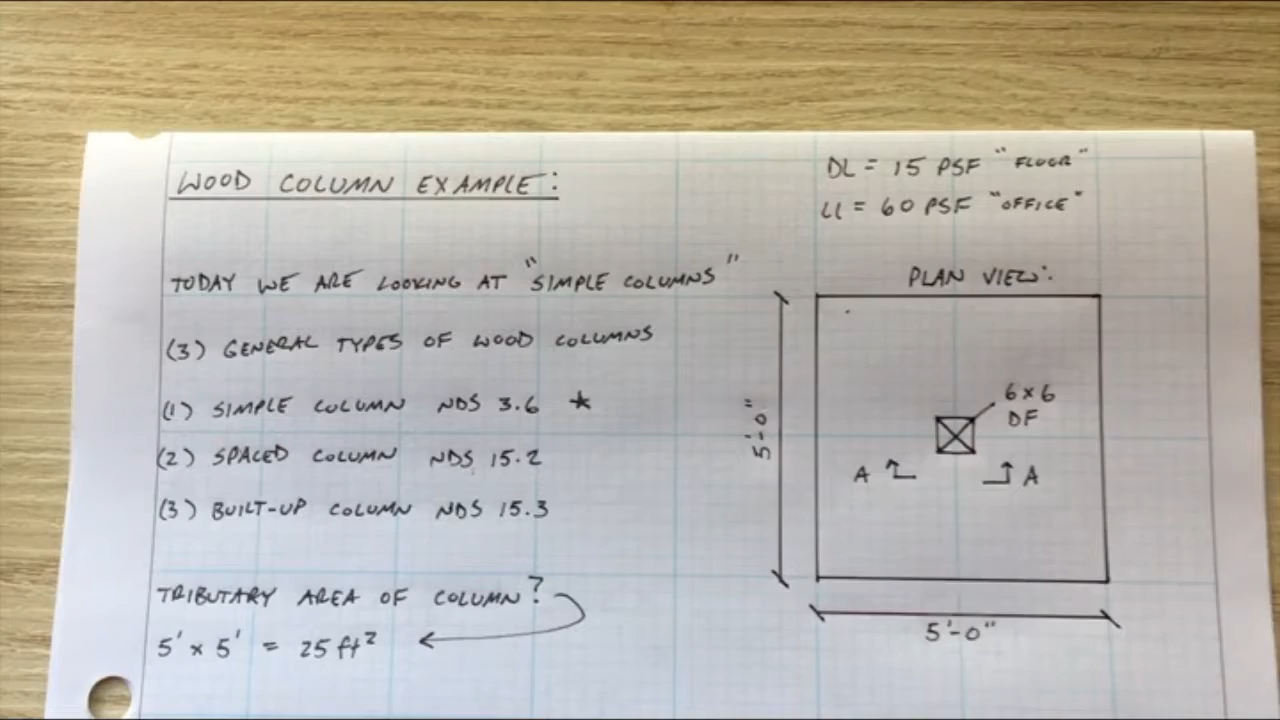 WOOD COLUMN EXAMPLE:
DL = 15 PSF "FLOOR"
LL = 60 PSF "OFFICE"
TODAY WE ARE LOOKING AT "SIMPLE COLUMNS"
(3) GENERAL TYPES OF WOOD COLUMNS
(1) SIMPLE COLUMN NDS 3.6 ★
(2) SPACED COLUMN NDS 15.2
(3) BUILT-UP COLUMN NDS 15.3
TRIBUTARY AREA OF COLUMN?
5' x 5' = 25 ft²
PLAN VIEW:
6x6
DF
5'-0"
A A
5'-0"